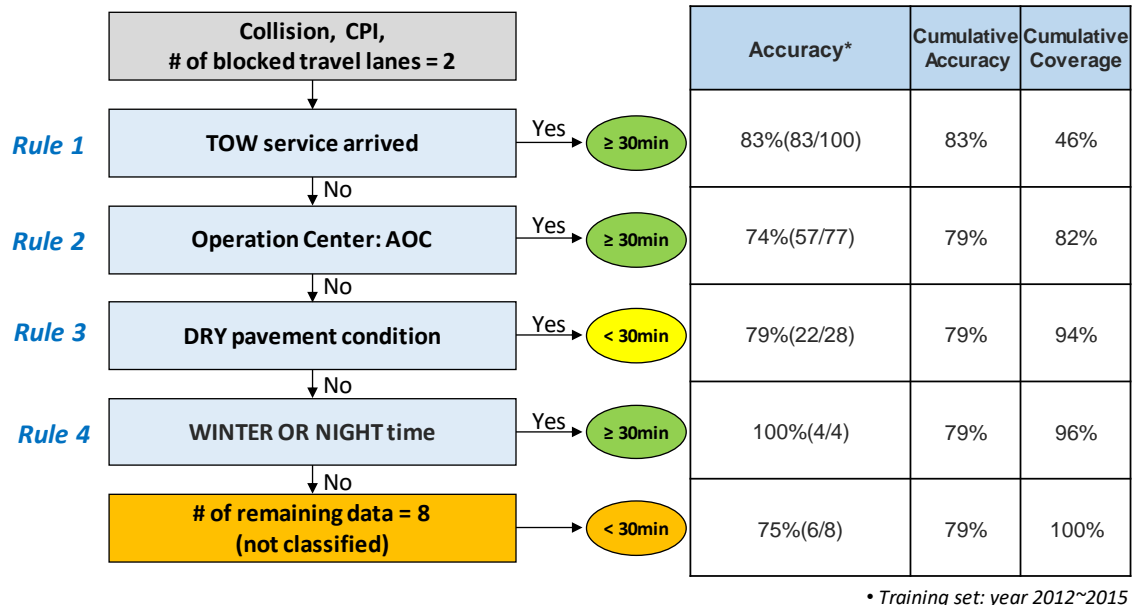 Collision, CPI,
# of blocked travel lanes = 2
Accuracy*
Cumulative Accuracy
Cumulative Coverage
Rule 1
TOW service arrived
Yes
≥ 30min
83%(83/100)
83%
46%
No
Rule 2
Operation Center: AOC
Yes
≥ 30min
74%(57/77)
79%
82%
No
Rule 3
DRY pavement condition
Yes
< 30min
79%(22/28)
79%
94%
No
Rule 4
WINTER OR NIGHT time
Yes
≥ 30min
100%(4/4)
79%
96%
No
# of remaining data = 8
(not classified)
< 30min
75%(6/8)
79%
100%
• Training set: year 2012~2015